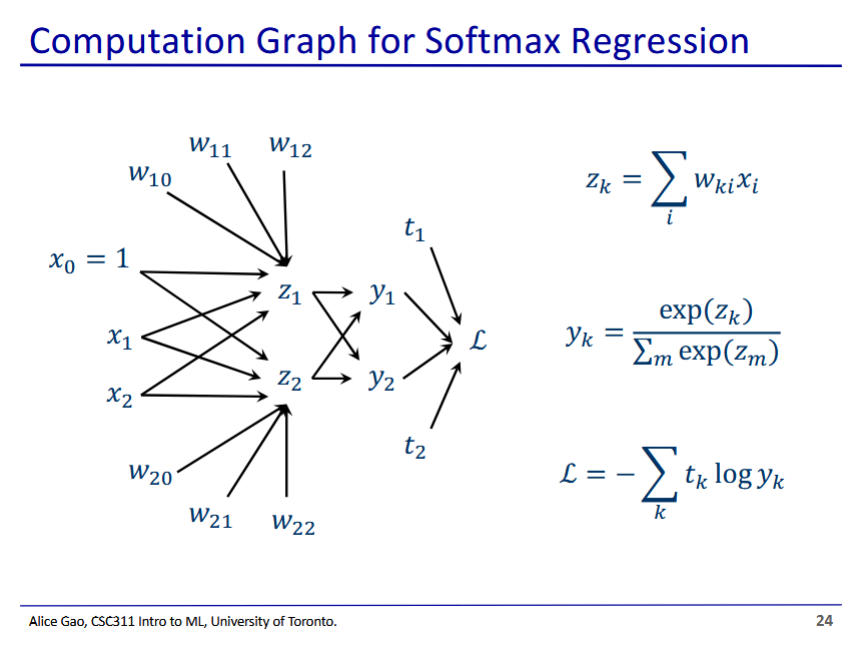 Computation Graph for Softmax Regression
w₁₁ w₁₂
w₁₀
x₀ = 1
t₁
z₁ y₁
x₁
ℒ
z₂ y₂
x₂
t₂
w₂₀
w₂₁ w₂₂
zₖ = ∑ᵢ wₖᵢxᵢ
yₖ = exp(zₖ) / ∑ₘ exp(zₘ)
ℒ = − ∑ₖ tₖ log yₖ
Alice Gao, CSC311 Intro to ML, University of Toronto.
24